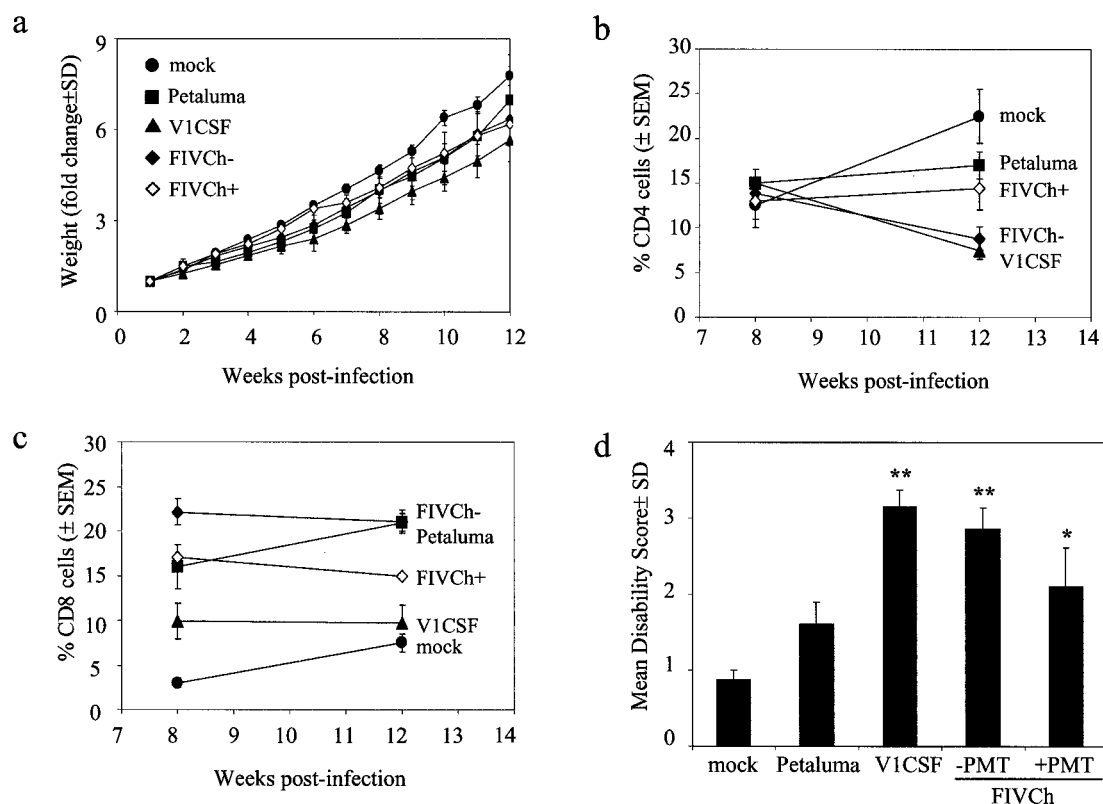 a
Weight (fold change±SD)
9
6
3
0
mock
Petaluma
V1CSF
FIVCh-
FIVCh+
0 2 4 6 8 10 12
Weeks post-infection
b
% CD4 cells (± SEM)
30
25
20
15
10
5
0
mock
Petaluma
FIVCh+
FIVCh-
V1CSF
7 8 9 10 11 12 13 14
Weeks post-infection
c
% CD8 cells (± SEM)
30
25
20
15
10
5
0
FIVCh-
Petaluma
FIVCh+
V1CSF
mock
7 8 9 10 11 12 13 14
Weeks post-infection
d
Mean Disability Score± SD
4
3
2
1
0
** ** *
mock Petaluma V1CSF -PMT +PMT
FIVCh